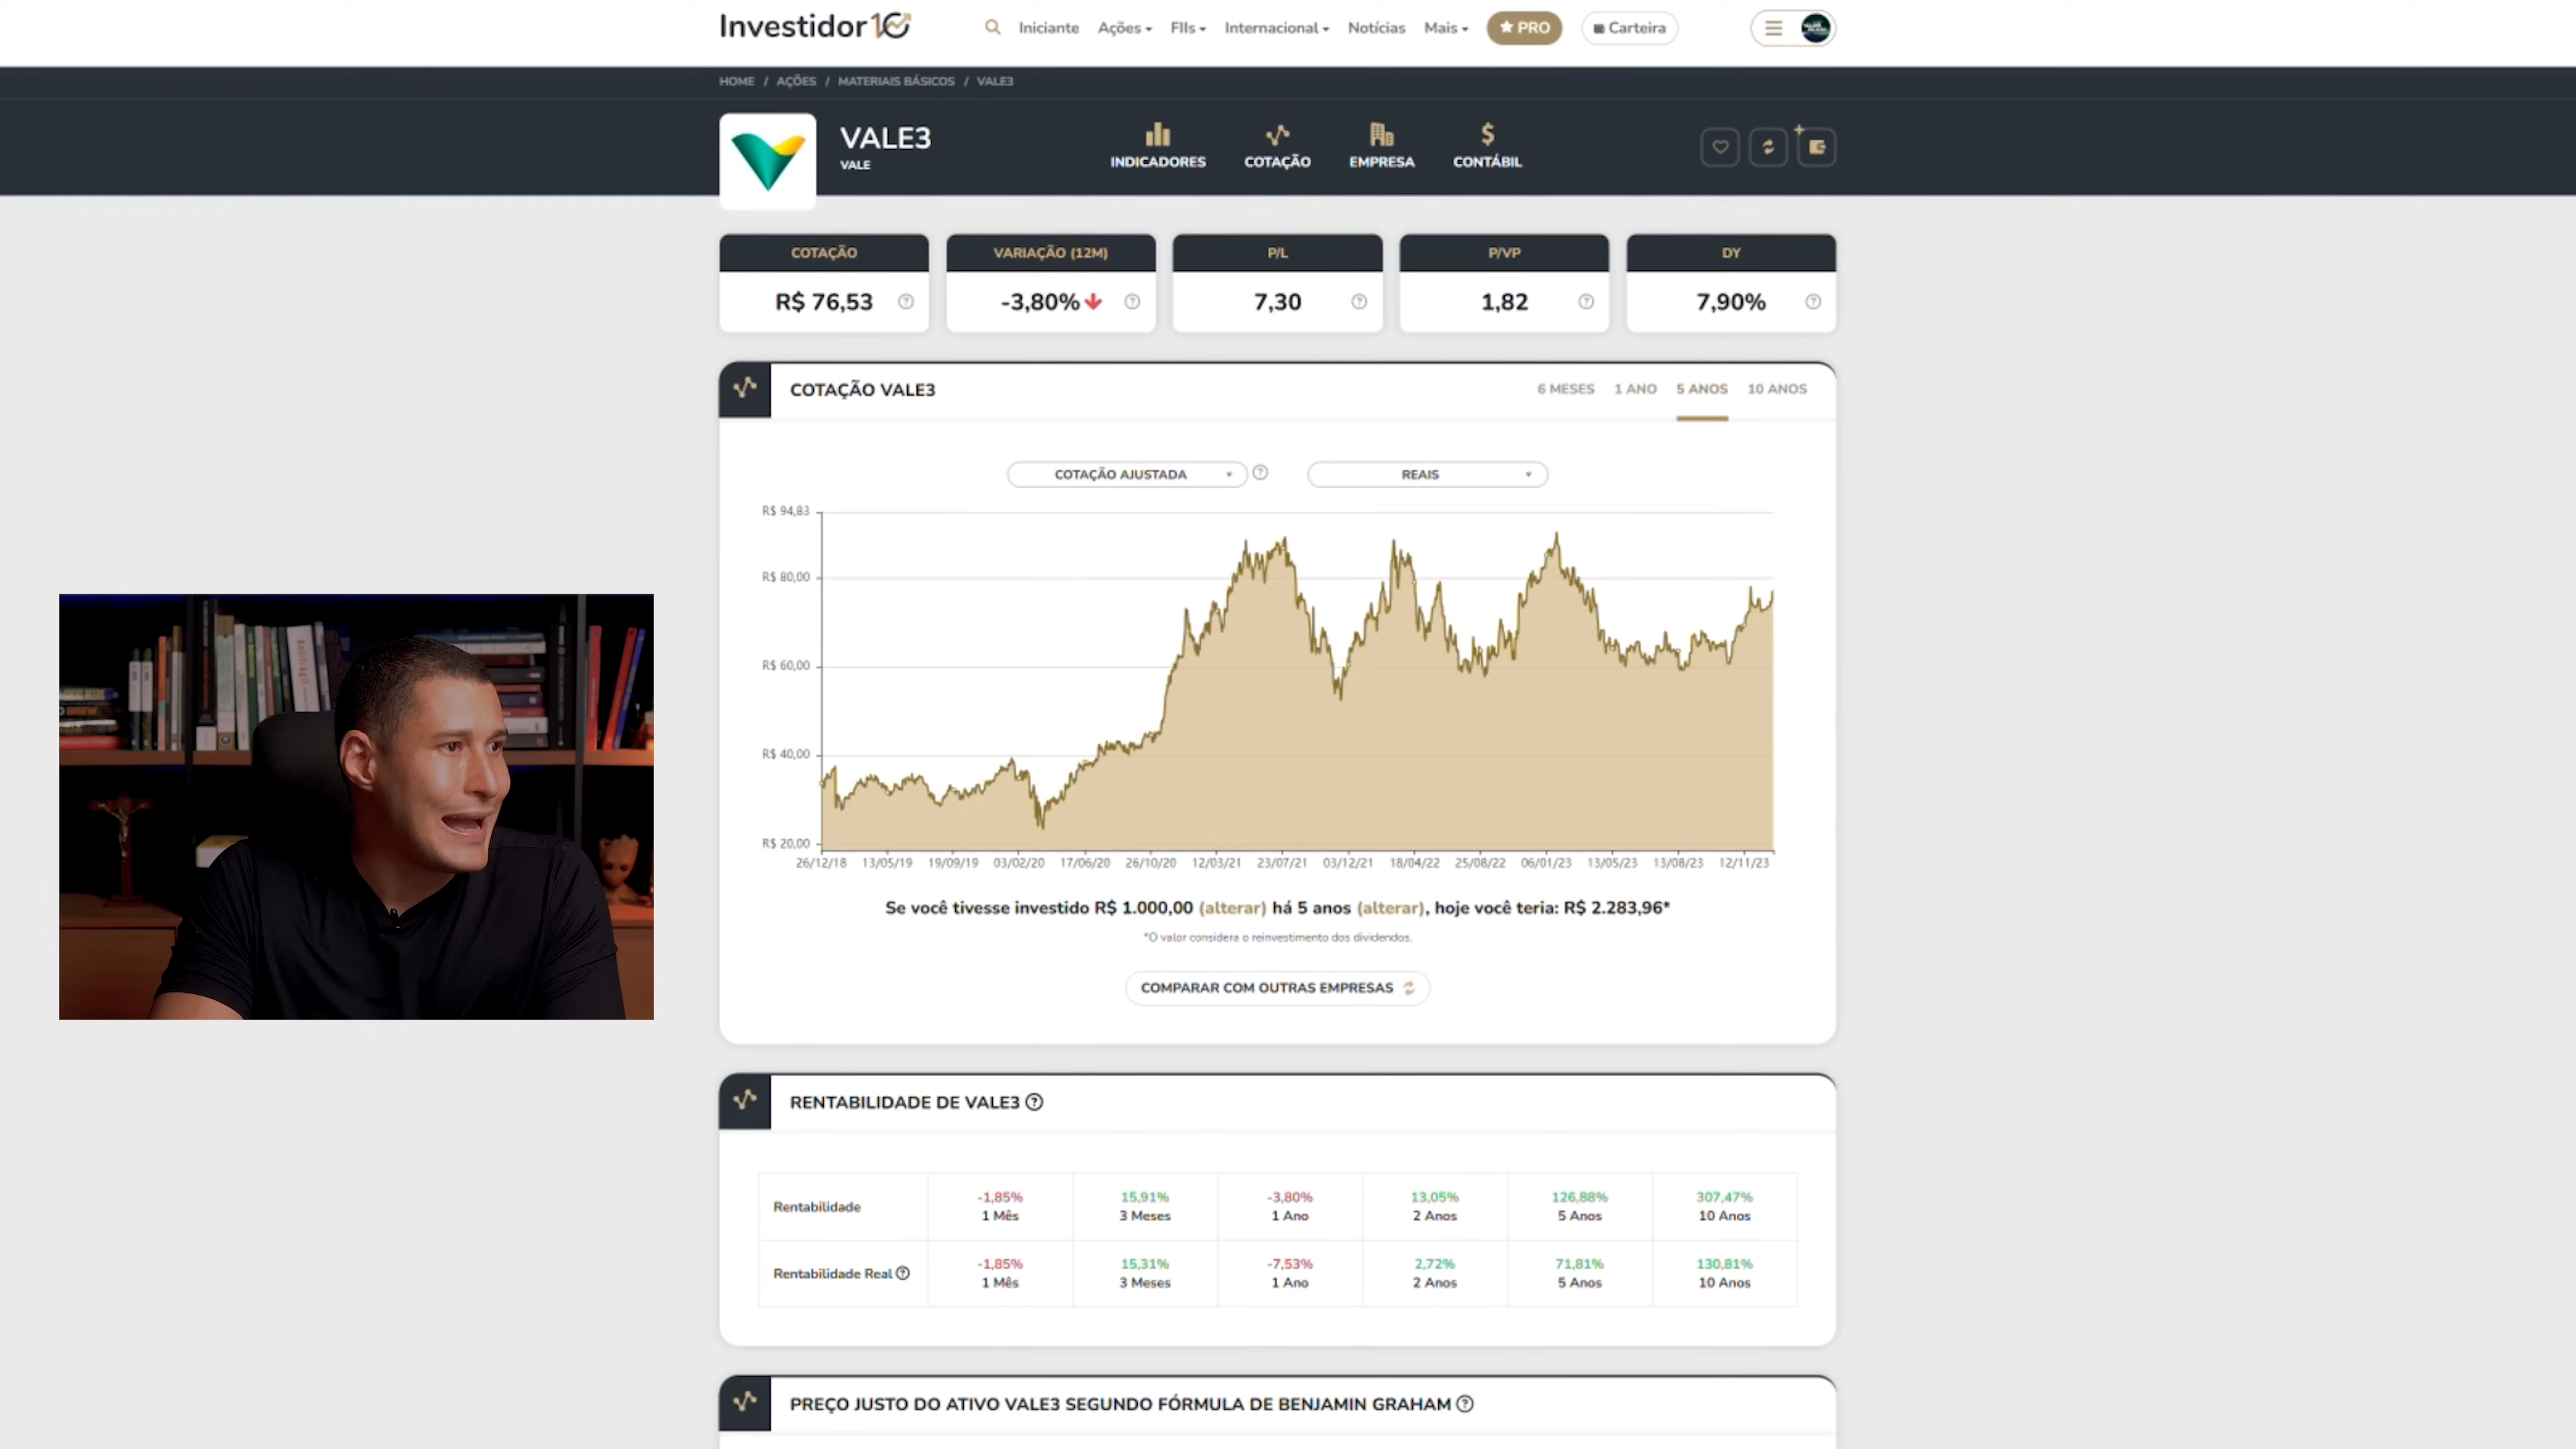 Investidor 10
Iniciante Ações FIIs Internacional Notícias Mais PRO Carteira
HOME / AÇÕES / MATERIAIS BÁSICOS / VALE3
VALE3
VALE
INDICADORES COTAÇÃO EMPRESA CONTÁBIL
COTAÇÃO VARIAÇÃO (12M) P/L P/VP DY
R$ 76,53 -3,80% 7,30 1,82 7,90%
COTAÇÃO VALE3
6 MESES 1 ANO 5 ANOS 10 ANOS
COTAÇÃO AJUSTADA REAIS
R$ 94,83
R$ 80,00
R$ 60,00
R$ 40,00
R$ 20,00
26/12/18 13/05/19 19/09/19 03/02/20 17/06/20 26/10/20 12/03/21 23/07/21 03/12/21 18/04/22 25/08/22 06/01/23 13/05/23 13/08/23 12/11/23
Se você tivesse investido R$ 1.000,00 (alterar) há 5 anos (alterar), hoje você teria: R$ 2.283,96*
*O valor considera o reinvestimento dos dividendos.
COMPARAR COM OUTRAS EMPRESAS
RENTABILIDADE DE VALE3
Rentabilidade
-1,85% 15,91% -3,80% 13,05% 126,88% 307,47%
1 Mês 3 Meses 1 Ano 2 Anos 5 Anos 10 Anos
Rentabilidade Real
-1,85% 15,31% -7,53% 2,72% 71,81% 130,81%
1 Mês 3 Meses 1 Ano 2 Anos 5 Anos 10 Anos
PREÇO JUSTO DO ATIVO VALE3 SEGUNDO FÓRMULA DE BENJAMIN GRAHAM